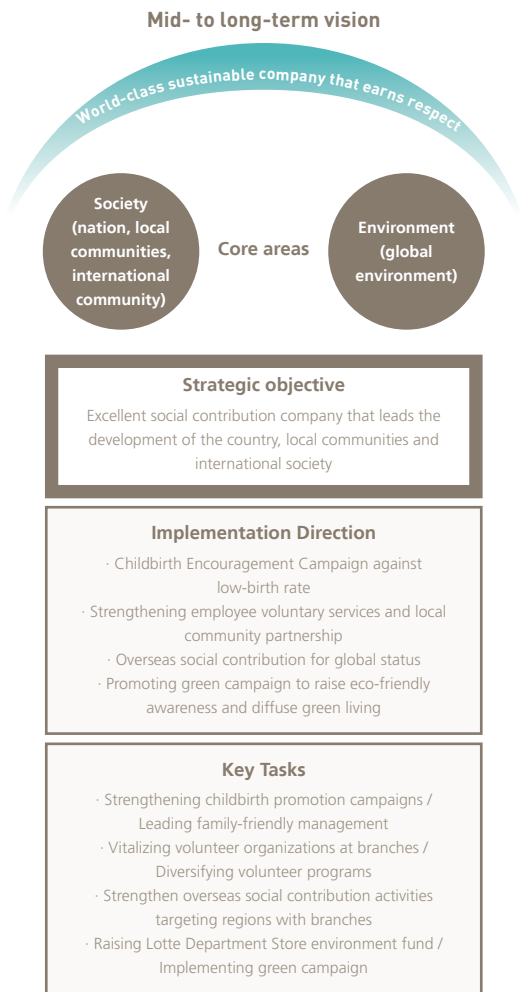 Mid- to long-term vision
World-class sustainable company that earns respect
Society
(nation, local
communities,
international
community)
Core areas
Environment
(global
environment)
Strategic objective
Excellent social contribution company that leads the
development of the country, local communities and
international society
Implementation Direction
· Childbirth Encouragement Campaign against
low-birth rate
· Strengthening employee voluntary services and local
community partnership
· Overseas social contribution for global status
· Promoting green campaign to raise eco-friendly
awareness and diffuse green living
Key Tasks
· Strengthening childbirth promotion campaigns /
Leading family-friendly management
· Vitalizing volunteer organizations at branches /
Diversifying volunteer programs
· Strengthen overseas social contribution activities
targeting regions with branches
· Raising Lotte Department Store environment fund /
Implementing green campaign